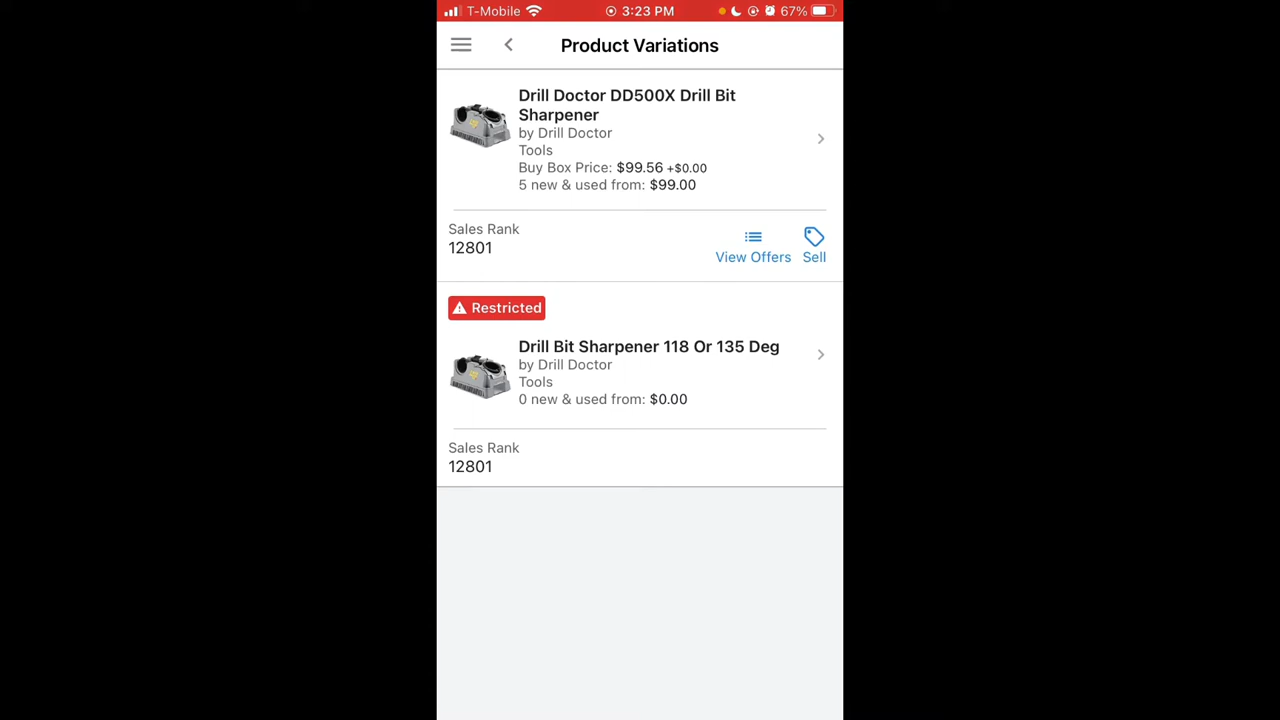 T-Mobile 3:23 PM 67%
Product Variations
Drill Doctor DD500X Drill Bit
Sharpener
by Drill Doctor
Tools
Buy Box Price: $99.56 +$0.00
5 new & used from: $99.00
Sales Rank
12801
View Offers Sell
Restricted
Drill Bit Sharpener 118 Or 135 Deg
by Drill Doctor
Tools
0 new & used from: $0.00
Sales Rank
12801